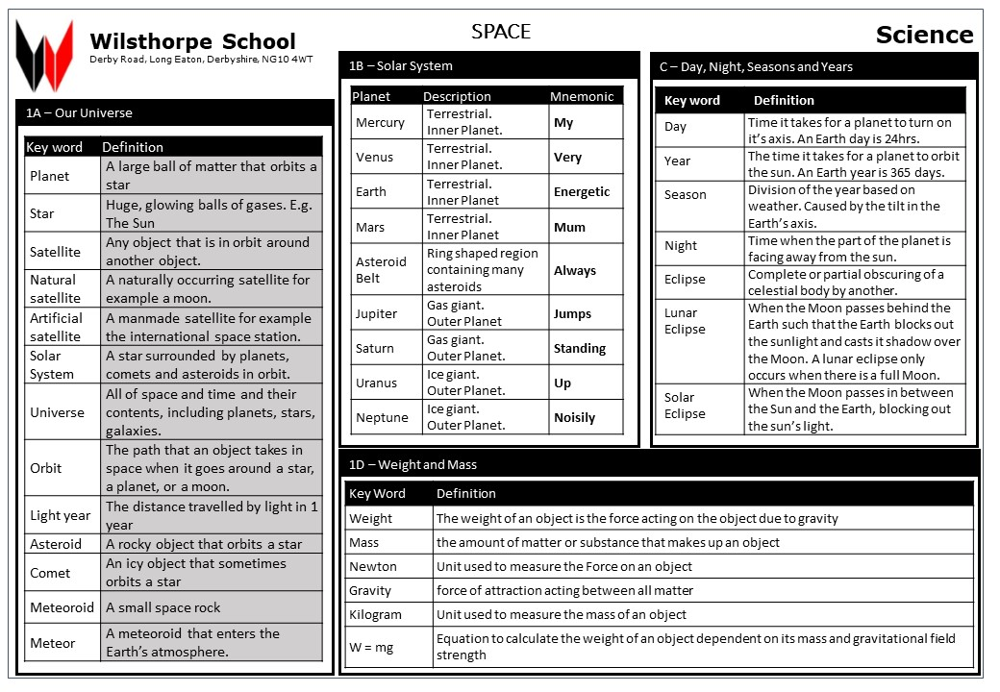 SPACE
Wilsthorpe School
Derby Road, Long Eaton, Derbyshire, NG10 4WT
Science
1A – Our Universe
Key word Definition
Planet A large ball of matter that orbits a
star
Star Huge, glowing balls of gases. E.g.
The Sun
Satellite Any object that is in orbit around
another object.
Natural A naturally occurring satellite for
satellite example a moon.
Artificial A manmade satellite for example
satellite the international space station.
Solar A star surrounded by planets,
System comets and asteroids in orbit.
Universe All of space and time and their
contents, including planets, stars,
galaxies.
Orbit The path that an object takes in
space when it goes around a star,
a planet, or a moon.
Light year The distance travelled by light in 1
year
Asteroid A rocky object that orbits a star
Comet An icy object that sometimes
orbits a star
Meteoroid A small space rock
Meteor A meteoroid that enters the
Earth's atmosphere.
1B – Solar System
Planet Description Mnemonic
Mercury Terrestrial. My
Inner Planet.
Venus Terrestrial. Very
Inner Planet.
Earth Terrestrial. Energetic
Inner Planet
Mars Terrestrial. Mum
Inner Planet
Asteroid Ring shaped region Always
Belt containing many
asteroids
Jupiter Gas giant. Jumps
Outer Planet
Saturn Gas giant. Standing
Outer Planet.
Uranus Ice giant. Up
Outer Planet.
Neptune Ice giant. Noisily
Outer Planet.
C – Day, Night, Seasons and Years
Key word Definition
Day Time it takes for a planet to turn on
it's axis. An Earth day is 24hrs.
Year The time it takes for a planet to orbit
the sun. An Earth year is 365 days.
Season Division of the year based on
weather. Caused by the tilt in the
Earth's axis.
Night Time when the part of the planet is
facing away from the sun.
Eclipse Complete or partial obscuring of a
celestial body by another.
Lunar When the Moon passes behind the
Eclipse Earth such that the Earth blocks out
the sunlight and casts it shadow over
the Moon. A lunar eclipse only
occurs when there is a full Moon.
Solar When the Moon passes in between
Eclipse the Sun and the Earth, blocking out
the sun's light.
1D – Weight and Mass
Key Word Definition
Weight The weight of an object is the force acting on the object due to gravity
Mass the amount of matter or substance that makes up an object
Newton Unit used to measure the Force on an object
Gravity force of attraction acting between all matter
Kilogram Unit used to measure the mass of an object
W = mg Equation to calculate the weight of an object dependent on its mass and gravitational field
strength